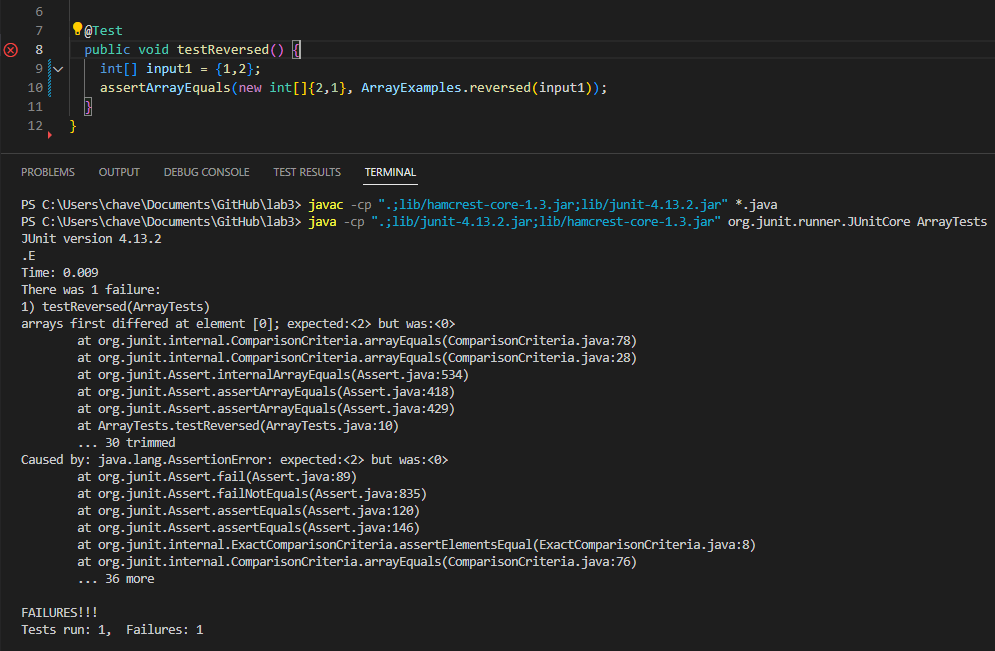 6
7 @Test
8 public void testReversed() {
9 int[] input1 = {1,2};
10 assertArrayEquals(new int[]{2,1}, ArrayExamples.reversed(input1));
11 }
12 }
PROBLEMS OUTPUT DEBUG CONSOLE TEST RESULTS TERMINAL
PS C:\Users\chave\Documents\GitHub\lab3> javac -cp ".;lib/hamcrest-core-1.3.jar;lib/junit-4.13.2.jar" *.java
PS C:\Users\chave\Documents\GitHub\lab3> java -cp ".;lib/junit-4.13.2.jar;lib/hamcrest-core-1.3.jar" org.junit.runner.JUnitCore ArrayTests
JUnit version 4.13.2
.E
Time: 0.009
There was 1 failure:
1) testReversed(ArrayTests)
arrays first differed at element [0]; expected:<2> but was:<0>
at org.junit.internal.ComparisonCriteria.arrayEquals(ComparisonCriteria.java:78)
at org.junit.internal.ComparisonCriteria.arrayEquals(ComparisonCriteria.java:28)
at org.junit.Assert.internalArrayEquals(Assert.java:534)
at org.junit.Assert.assertArrayEquals(Assert.java:418)
at org.junit.Assert.assertArrayEquals(Assert.java:429)
at ArrayTests.testReversed(ArrayTests.java:10)
... 30 trimmed
Caused by: java.lang.AssertionError: expected:<2> but was:<0>
at org.junit.Assert.fail(Assert.java:89)
at org.junit.Assert.failNotEquals(Assert.java:835)
at org.junit.Assert.assertEquals(Assert.java:120)
at org.junit.Assert.assertEquals(Assert.java:146)
at org.junit.internal.ExactComparisonCriteria.assertElementsEqual(ExactComparisonCriteria.java:8)
at org.junit.internal.ComparisonCriteria.arrayEquals(ComparisonCriteria.java:76)
... 36 more
FAILURES!!!
Tests run: 1,  Failures: 1